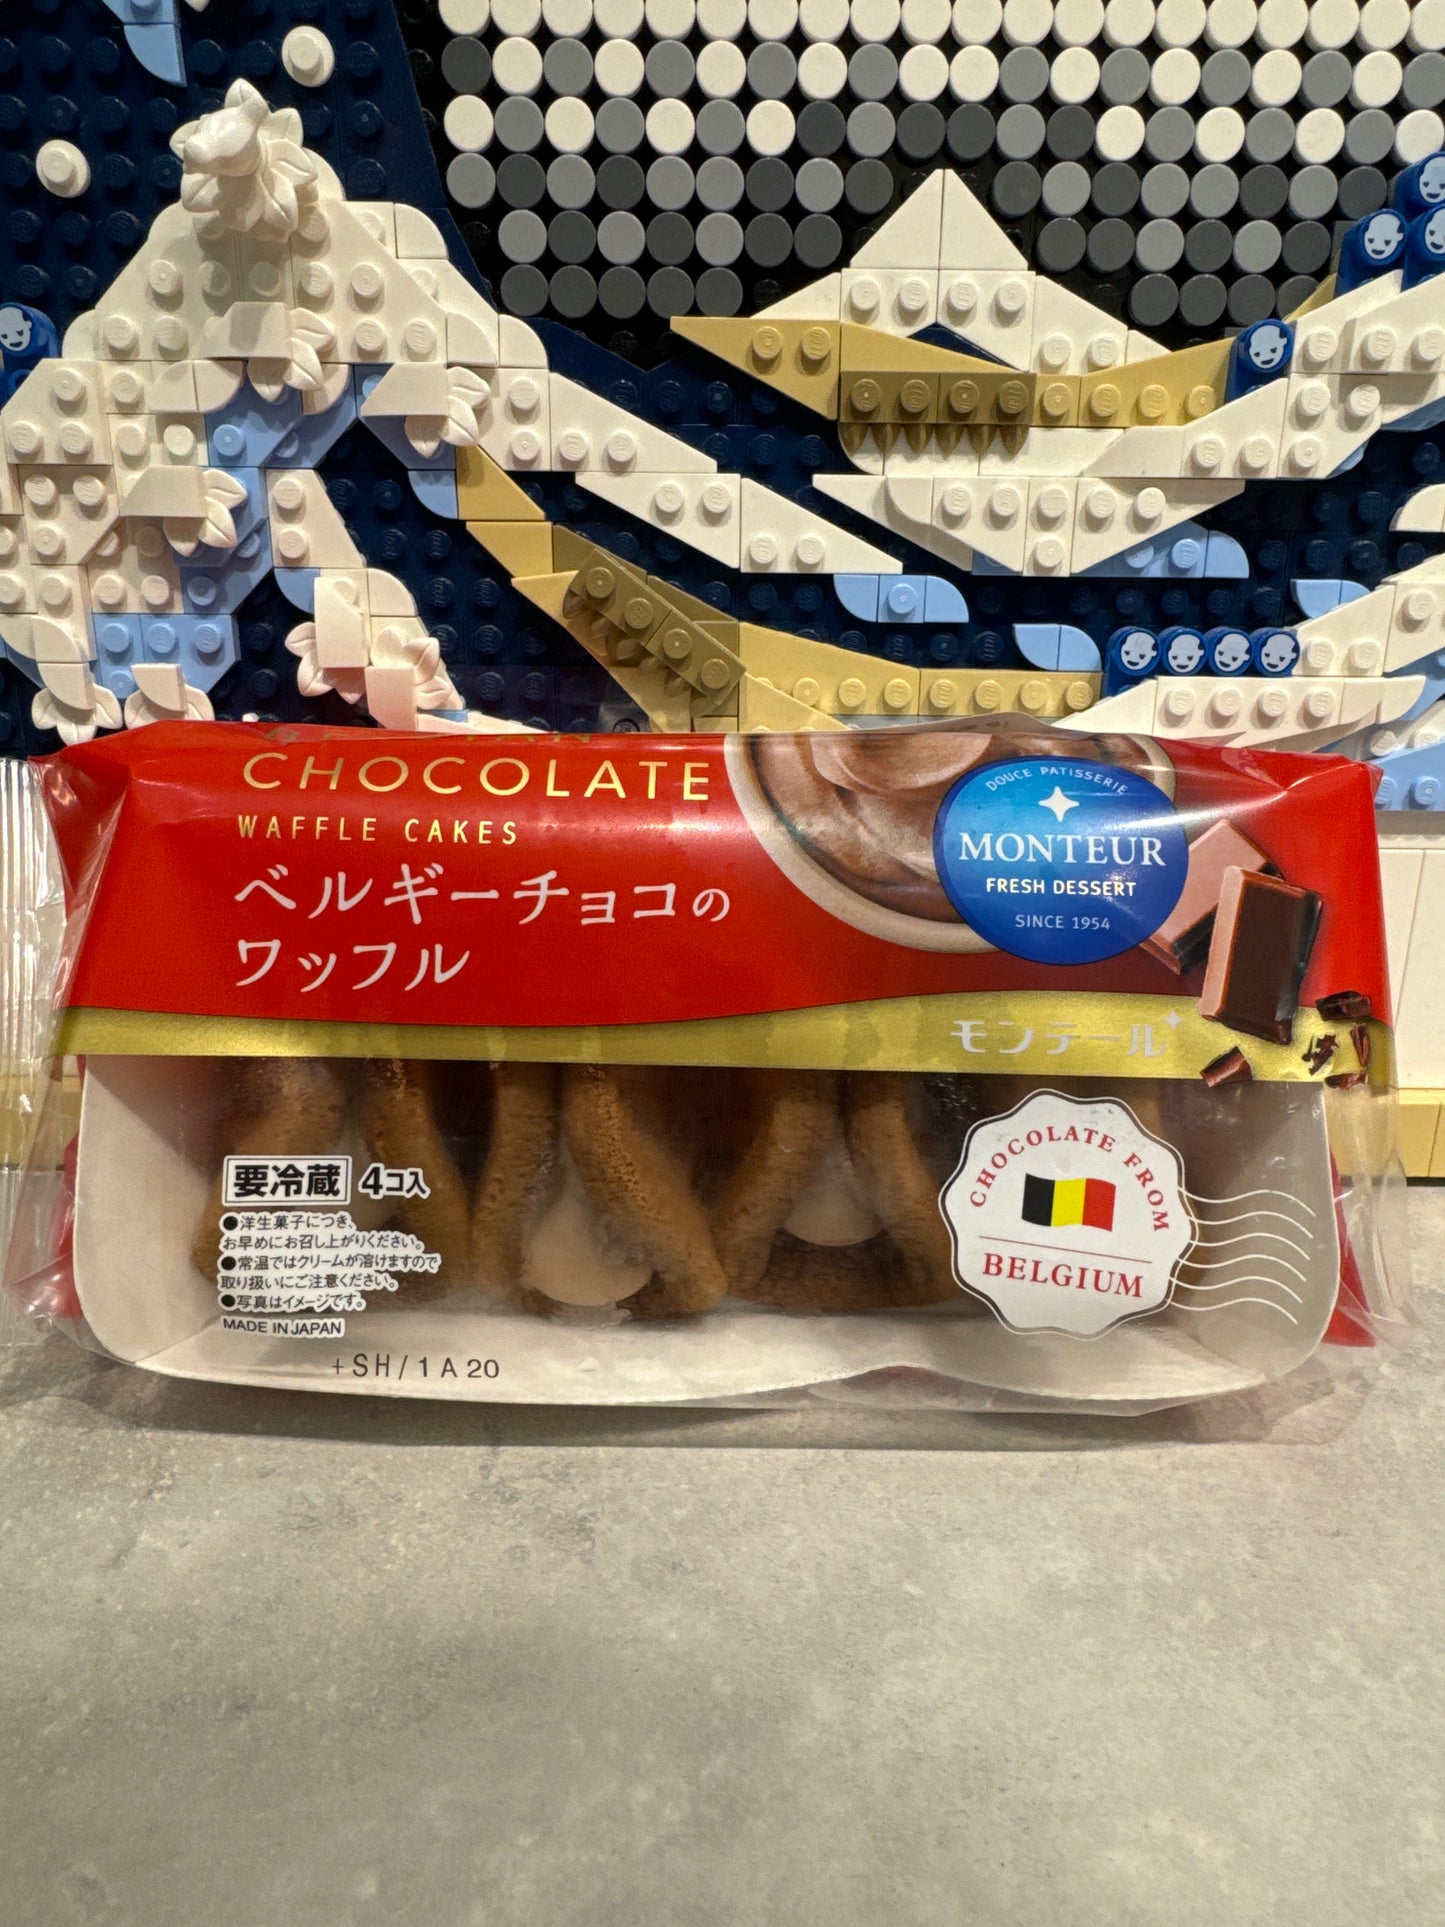 CHOCOLATE
WAFFLE CAKES
ベルギーチョコの
ワッフル
DOUCE PATISSERIE
MONTEUR
FRESH DESSERT
SINCE 1954
モンテール
要冷蔵 4コ入
●洋生菓子につき、
お早めにお召し上がりください。
●常温ではクリームが溶けますので
取り扱いにご注意ください。
●写真はイメージです。
MADE IN JAPAN
+SH/1A20
CHOCOLATE FROM
BELGIUM